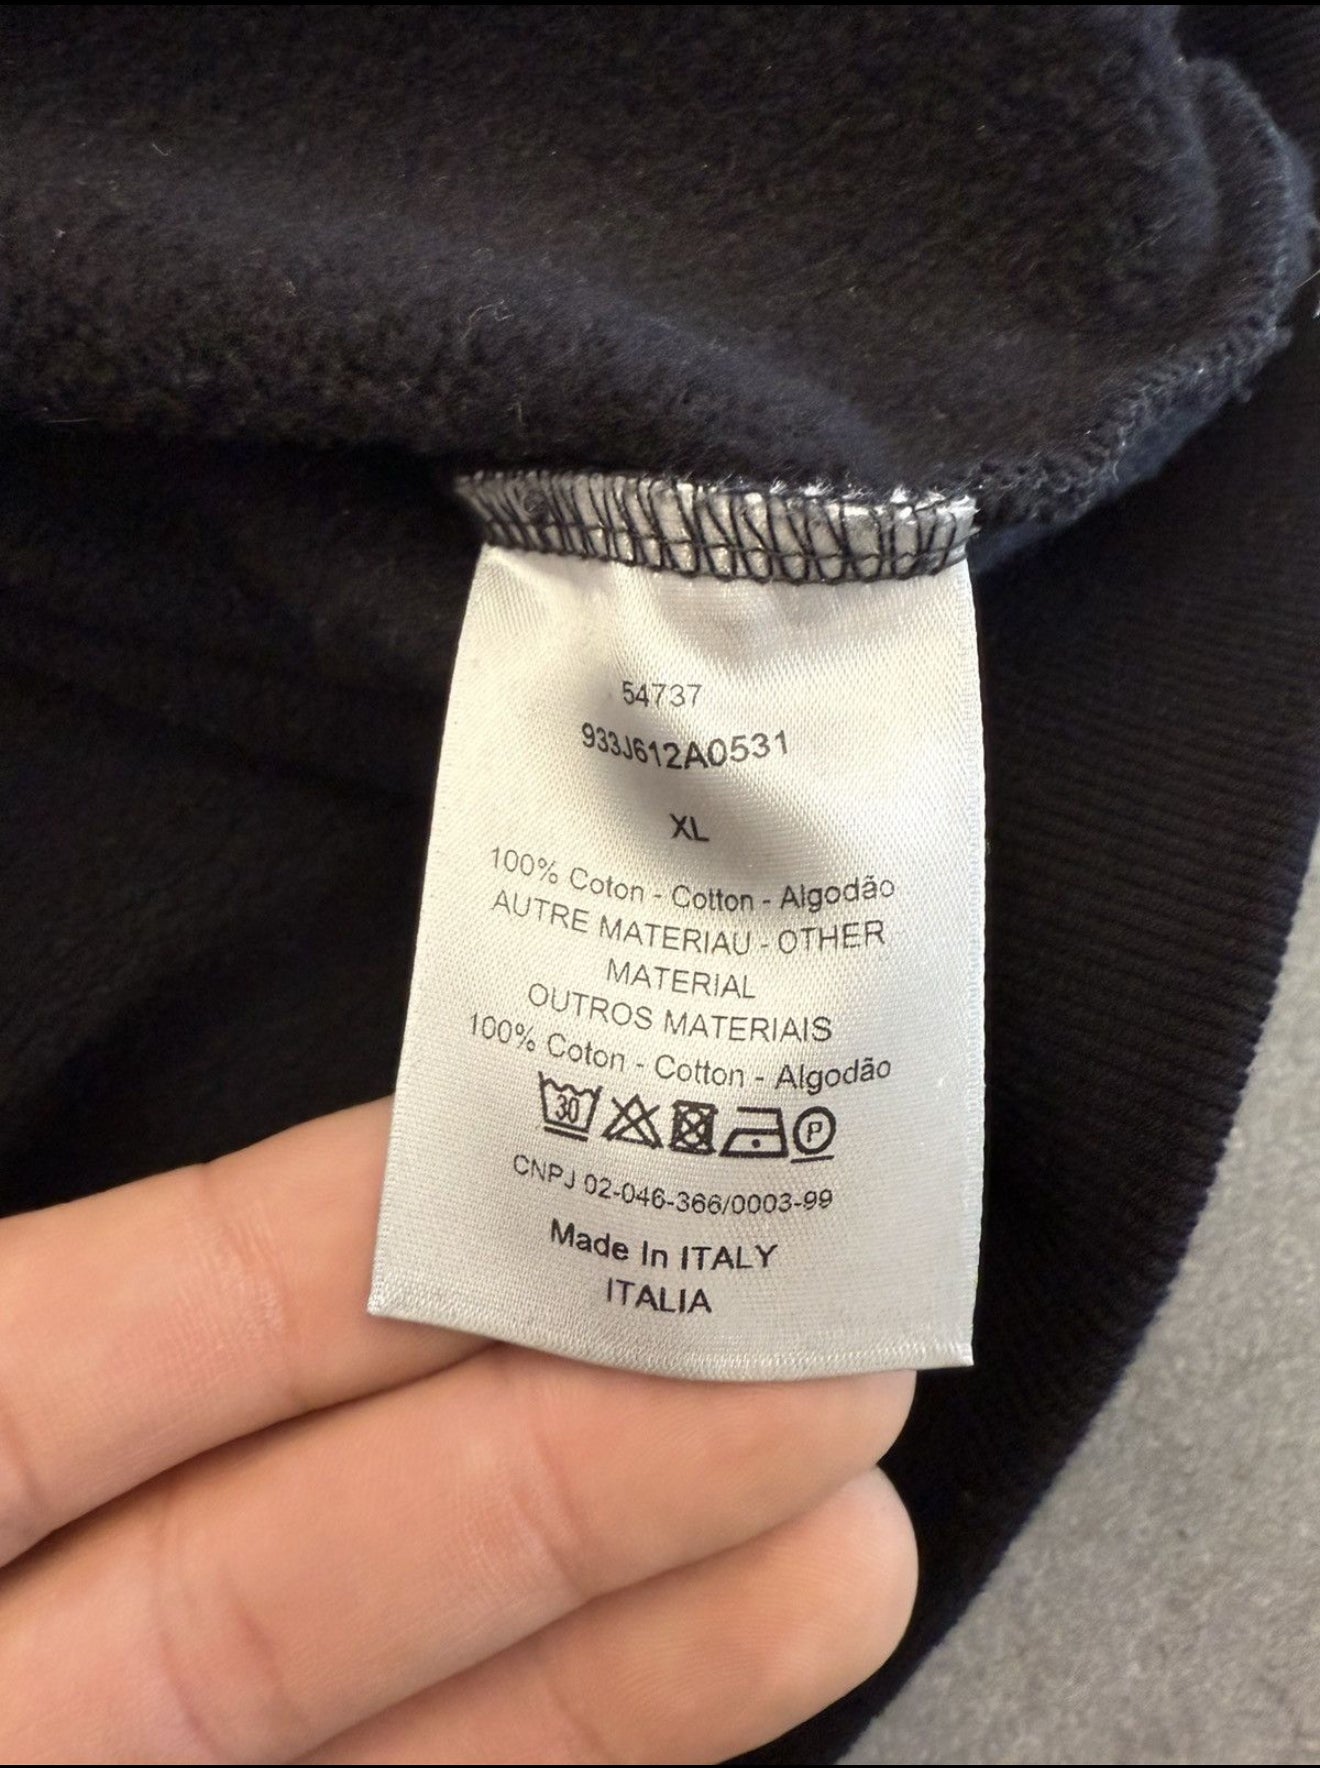 54737
933J612A0531
XL
100% Coton - Cotton - Algodão
AUTRE MATERIAU - OTHER
MATERIAL
OUTROS MATERIAIS
100% Coton - Cotton - Algodão
30 P
CNPJ 02-046-366/0003-99
Made In ITALY
ITALIA